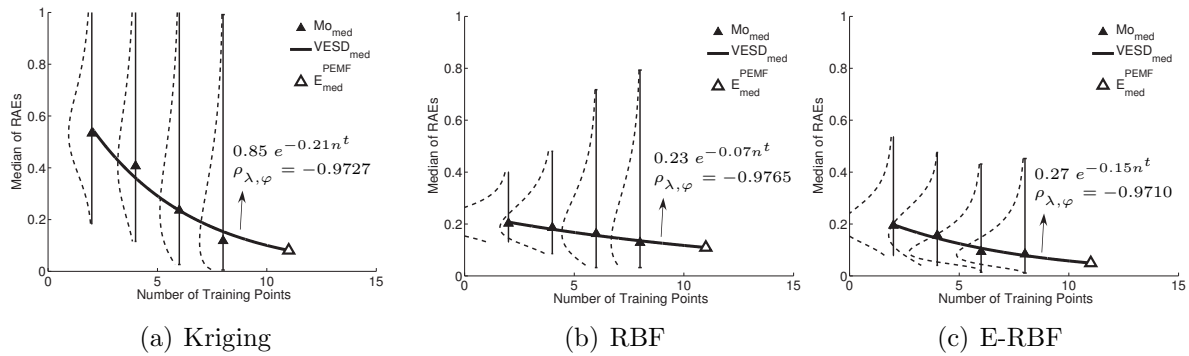 Median of RAEs
1
0.8
0.6
0.4
0.2
0
0 5 10 15
Number of Training Points
Mo_med
VESD_med
E_med^PEMF
0.85 e^{-0.21n^t}
ρ_{λ,φ} = −0.9727
(a) Kriging
Median of RAEs
1
0.8
0.6
0.4
0.2
0
0 5 10 15
Number of Training Points
Mo_med
VESD_med
E_med^PEMF
0.23 e^{-0.07n^t}
ρ_{λ,φ} = −0.9765
(b) RBF
Median of RAEs
1
0.8
0.6
0.4
0.2
0
0 5 10 15
Number of Training Points
Mo_med
VESD_med
E_med^PEMF
0.27 e^{-0.15n^t}
ρ_{λ,φ} = −0.9710
(c) E-RBF